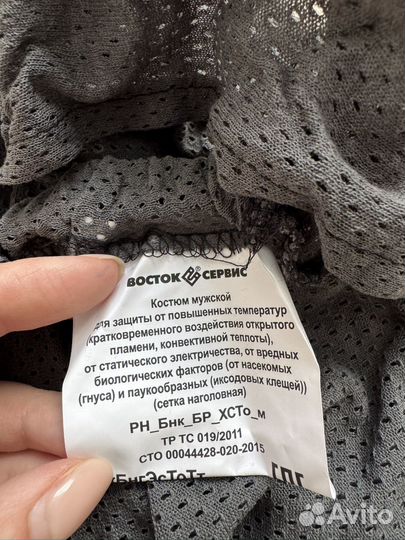 ВОСТОК СЕРВИС
Костюм мужской
для защиты от повышенных температур
(кратковременного воздействия открытого
пламени, конвективной теплоты),
от статического электричества, от вредных
биологических факторов (от насекомых
(гнуса) и паукообразных (иксодовых клещей))
(сетка наголовная)
РН_Бнк_БР_ХСТо_м
ТР ТС 019/2011
СТО 00044428-020-2015
Avito